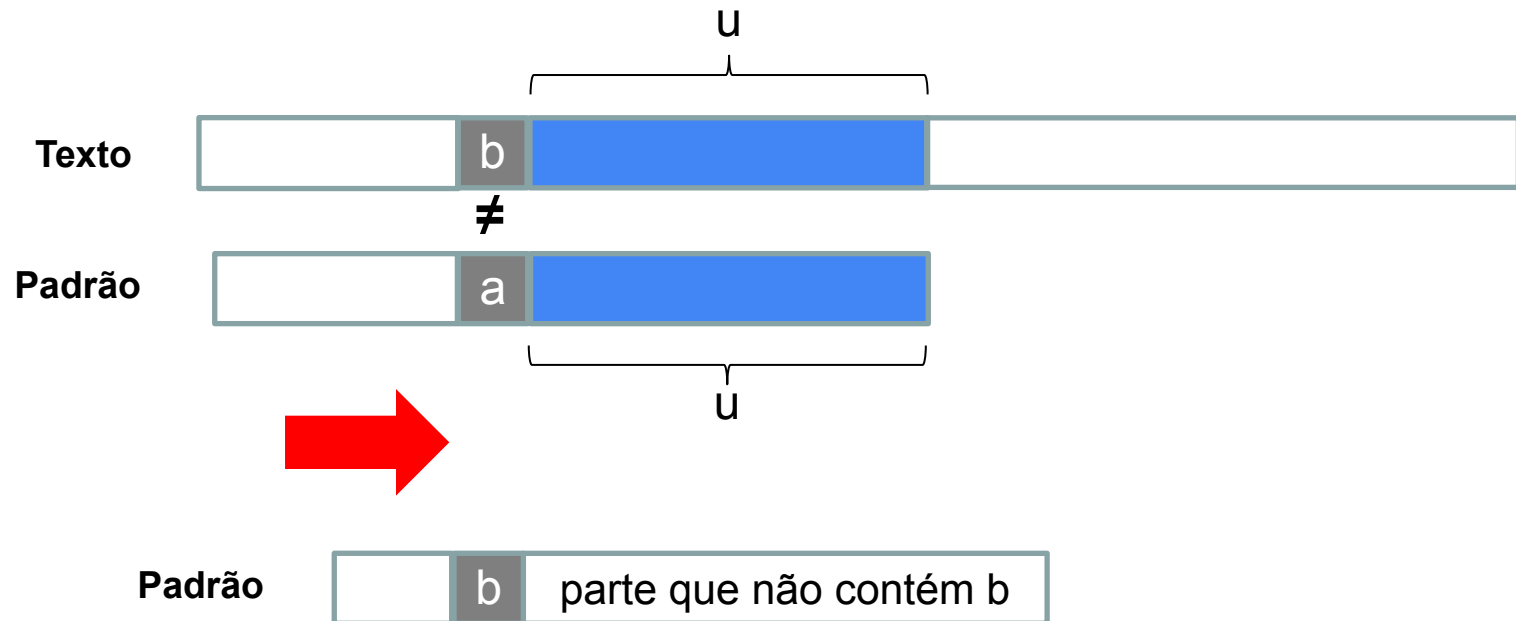 u
Texto b
≠
Padrão a
u
Padrão b parte que não contém b